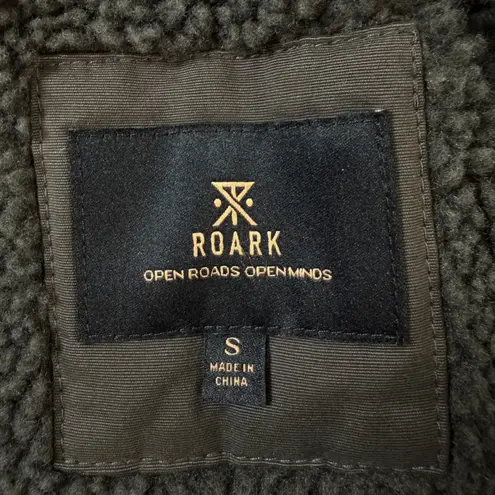 ROARK
OPEN ROADS OPEN MINDS
S
MADE IN
CHINA